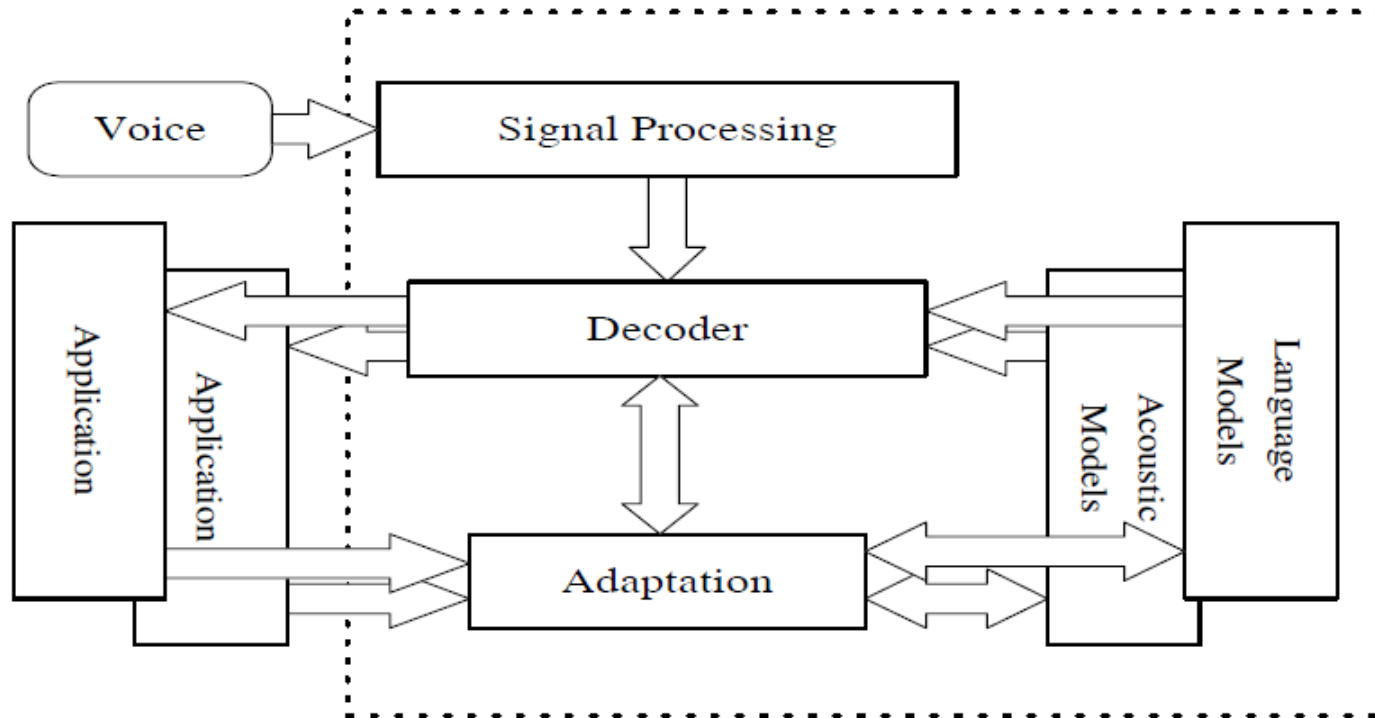 Voice
Signal Processing
Decoder
Application
Application
Language
Models
Acoustic
Models
Adaptation